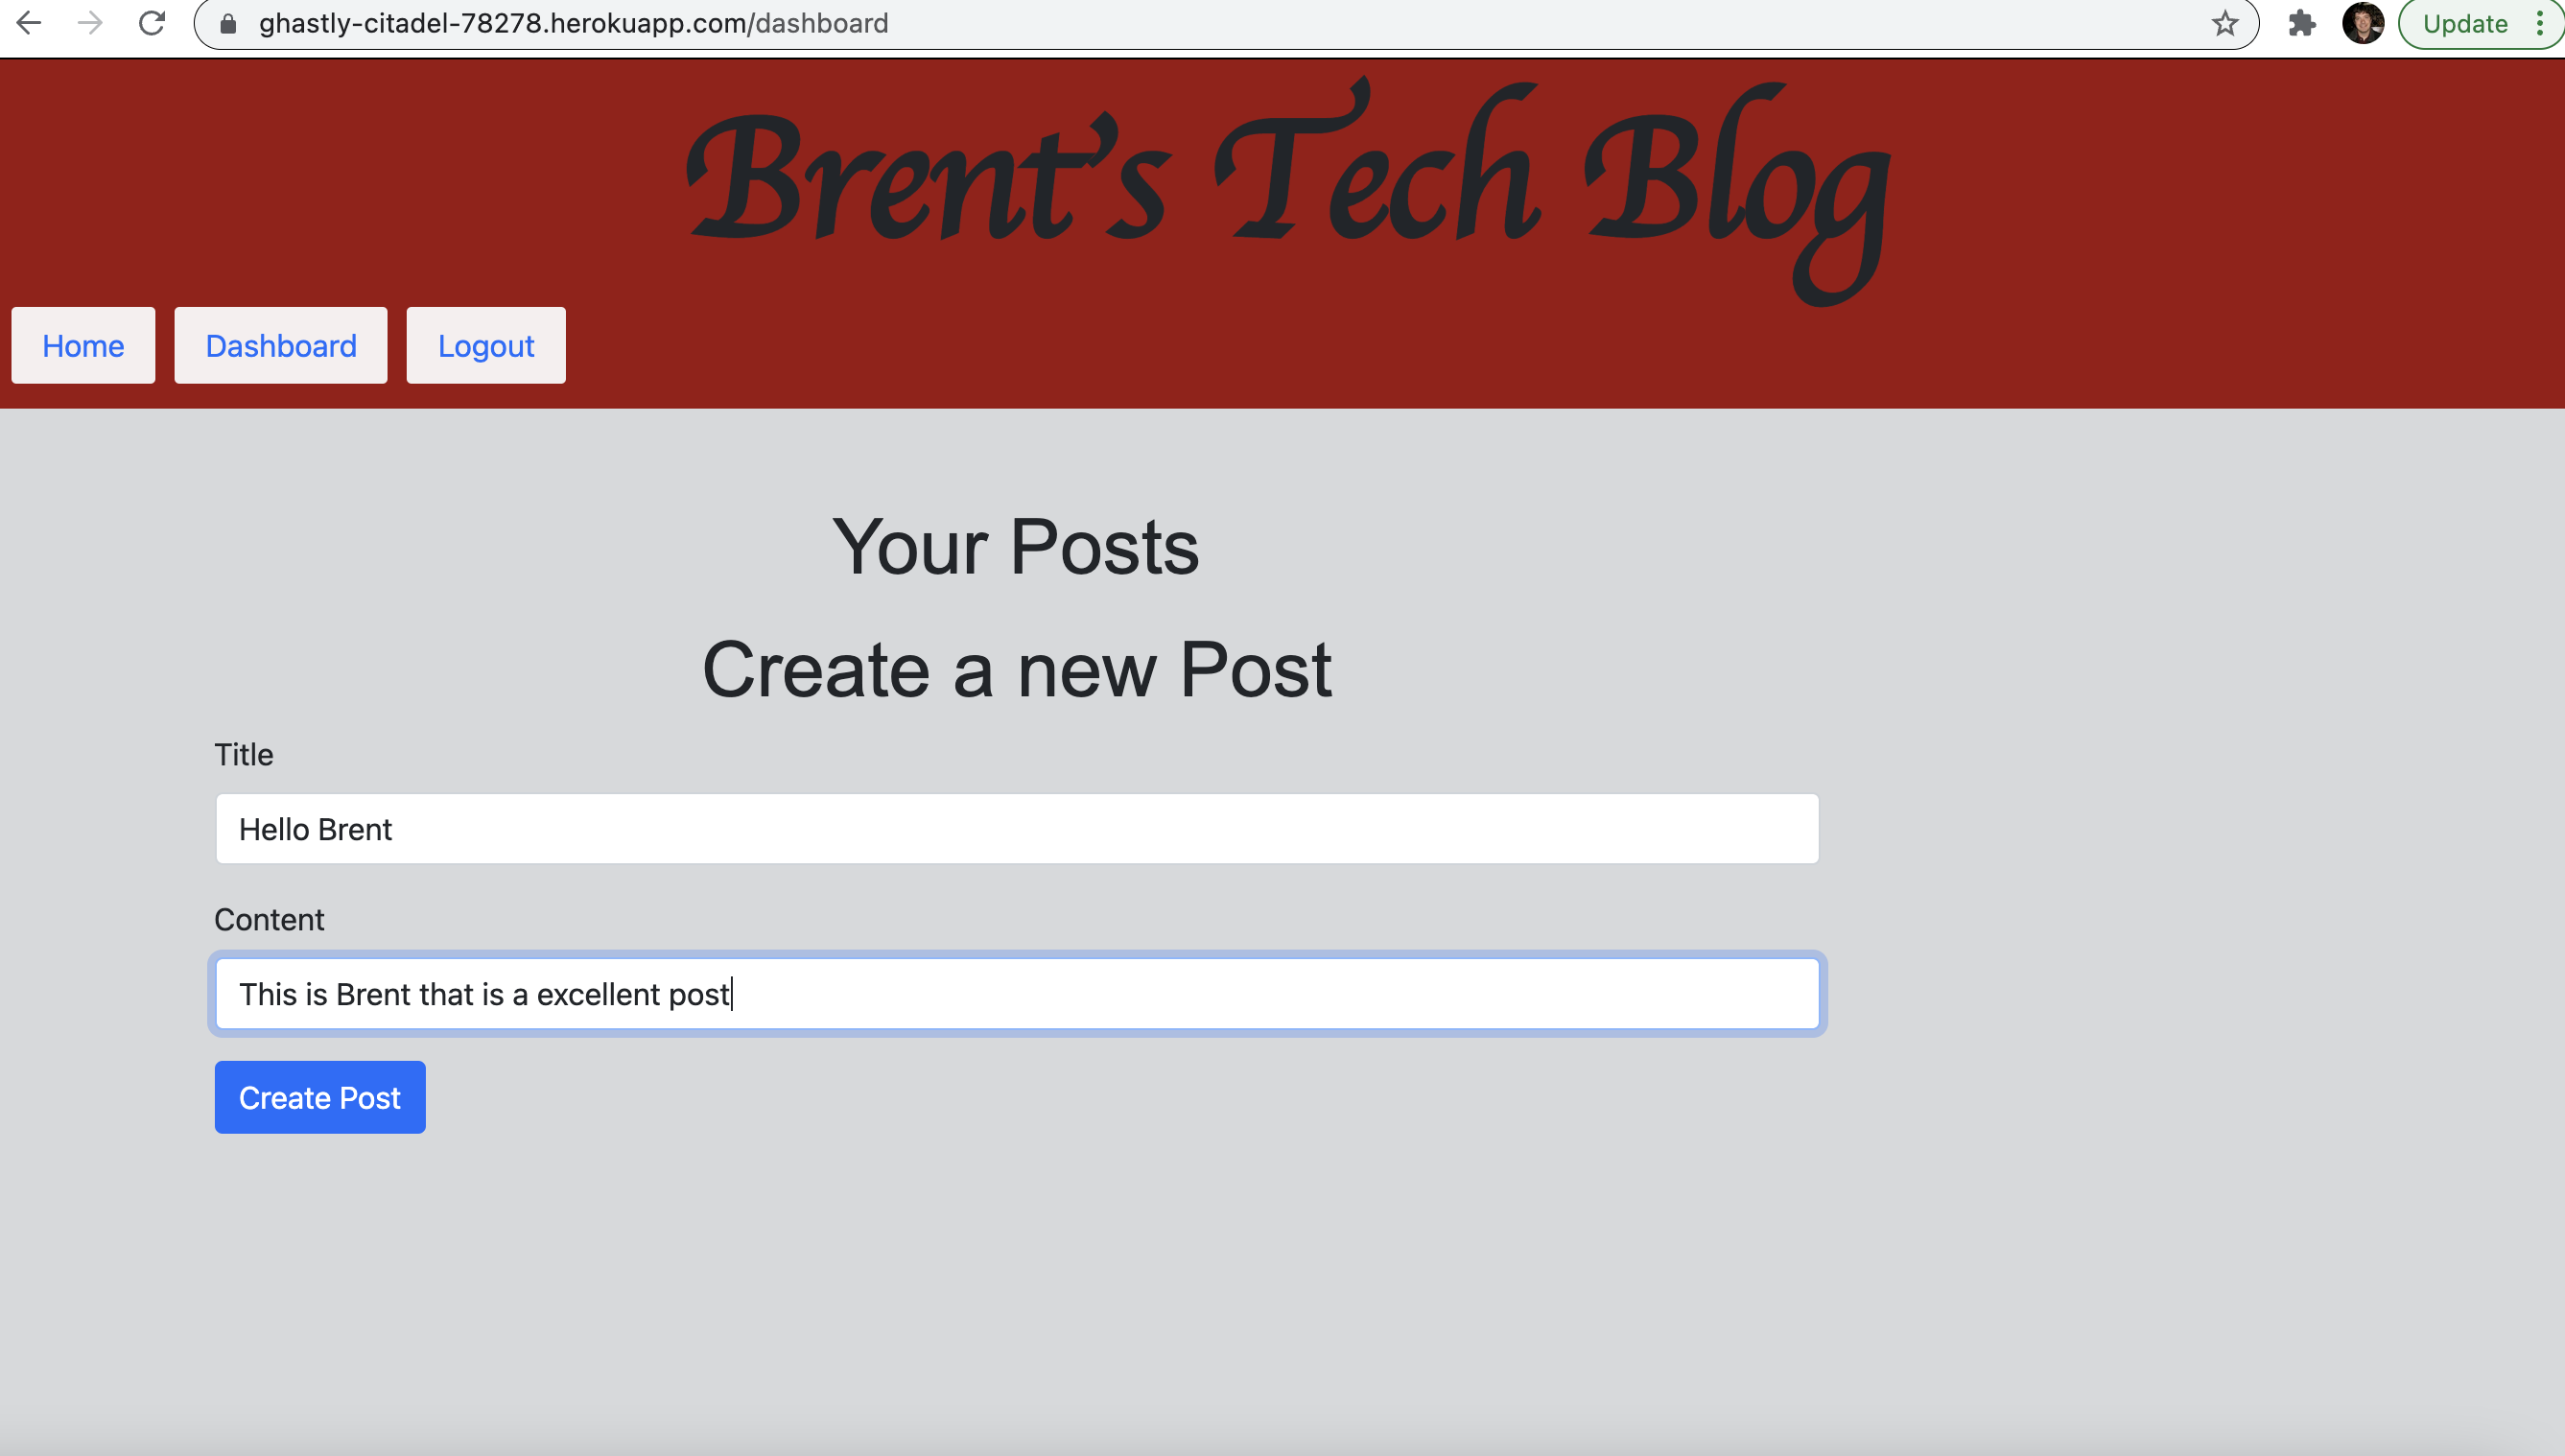 ghastly-citadel-78278.herokuapp.com/dashboard
Update
Brent's Tech Blog
Home Dashboard Logout
Your Posts
Create a new Post
Title
Hello Brent
Content
This is Brent that is a excellent post
Create Post